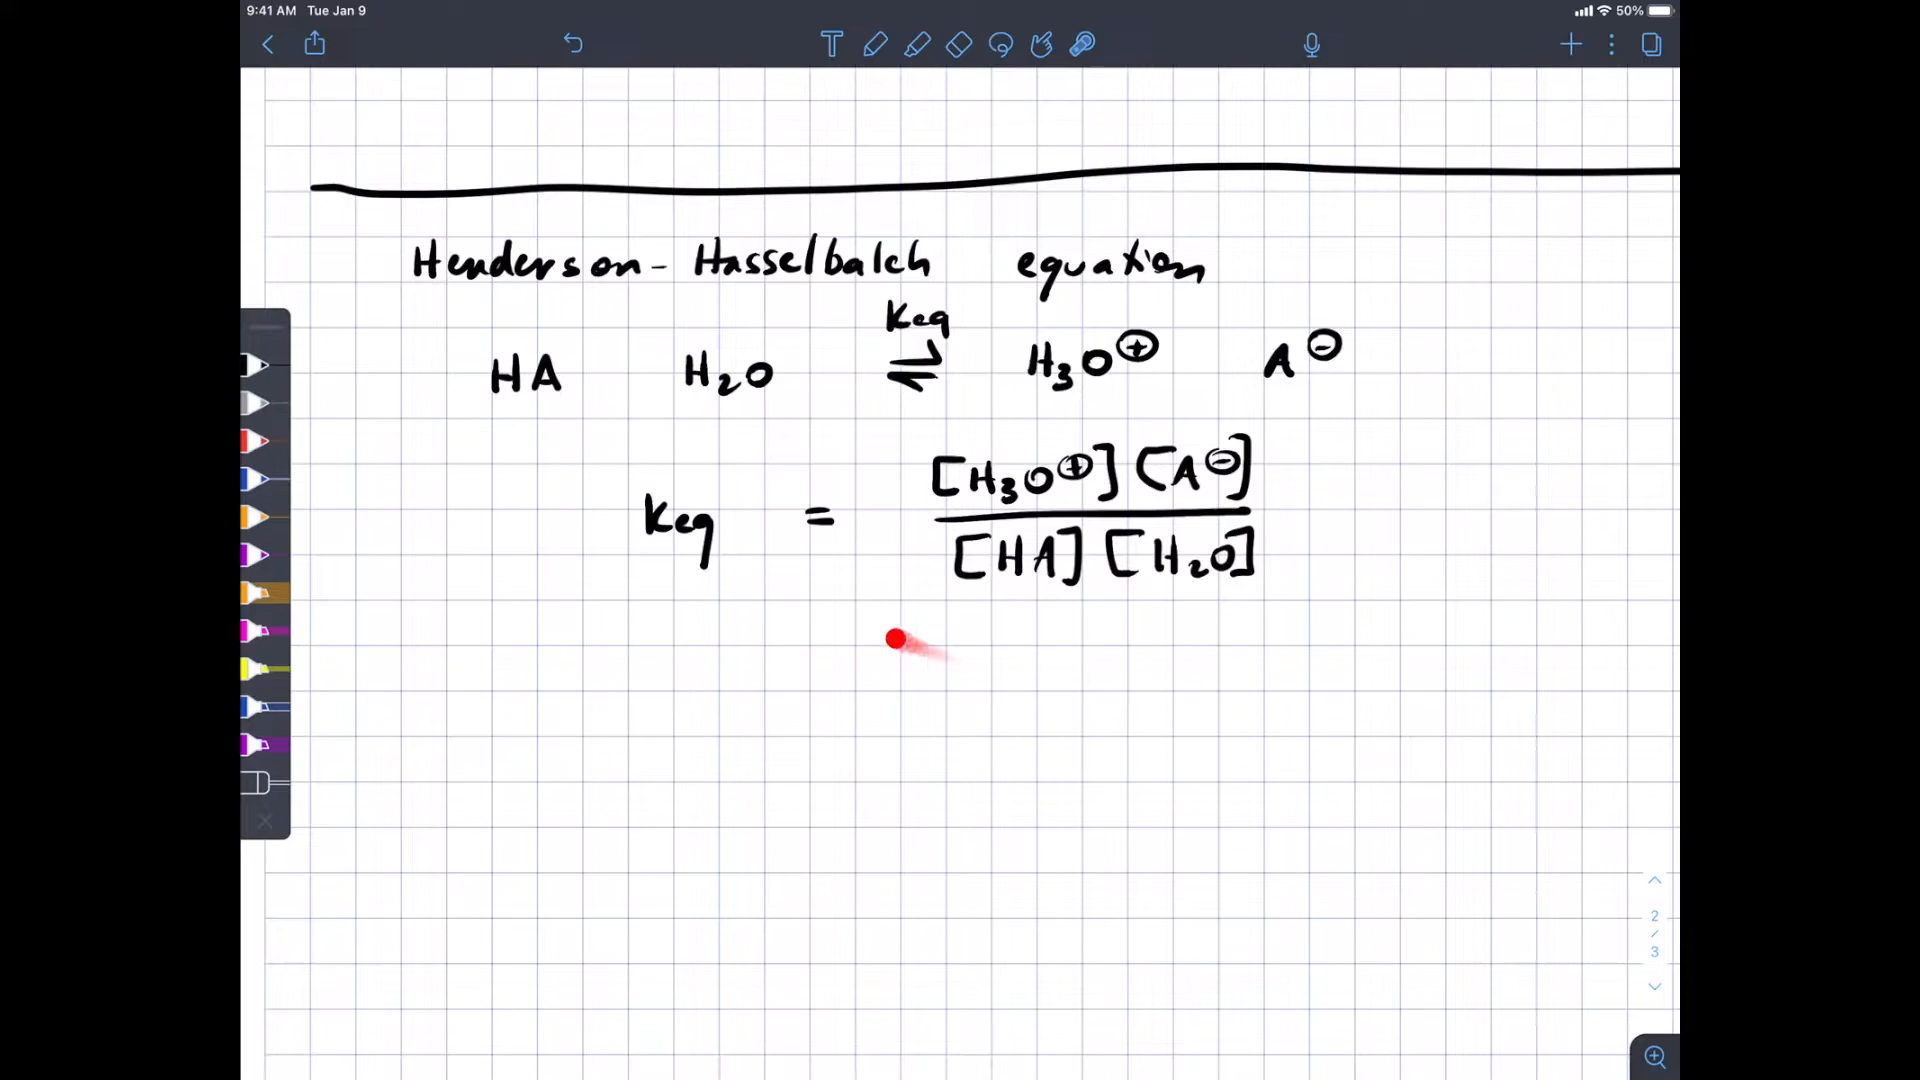 9:41 AM Tue Jan 9 50%
T
Henderson - Hasselbalch equation
Keq
HA H₂O ⇌ H₃O⊕ A⊖
[H₃O⊕] [A⊖]
Keq =
[HA] [H₂O]
2
/
3